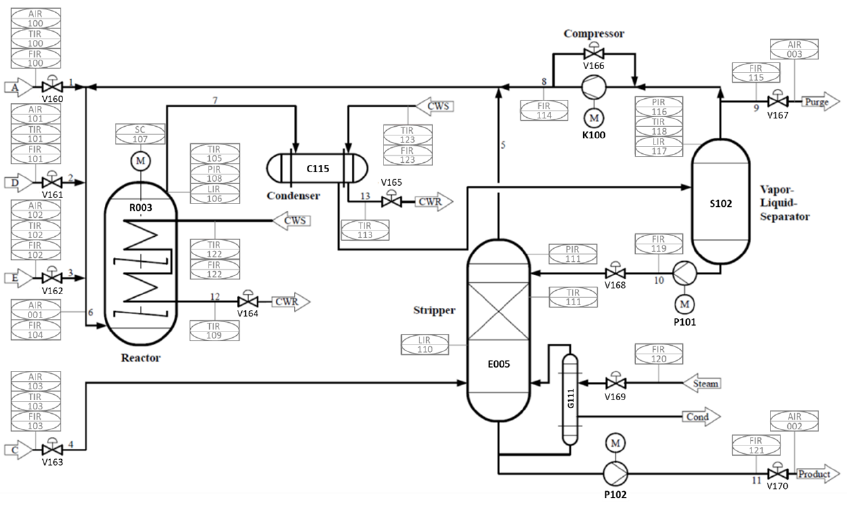 AIR
100
TIR
100
FIR
100
A
V160
1
AIR
101
TIR
101
FIR
101
D
V161
2
AIR
102
TIR
102
FIR
102
E
V162
3
AIR
001
FIR
104
6
AIR
103
TIR
103
FIR
103
C
V163
4
SC
107
M
R003
Reactor
7
TIR
105
PIR
108
LIR
106
CWS
TIR
122
FIR
122
12
V164
CWR
TIR
109
C115
Condenser
CWS
TIR
123
FIR
123
13
V165
CWR
TIR
113
Compressor
V166
8
FIR
114
M
K100
5
PIR
116
TIR
118
LIR
117
FIR
115
9
AIR
003
V167
Purge
S102
Vapor-
Liquid-
Separator
PIR
111
TIR
111
Stripper
LIR
110
E005
V168
FIR
119
10
M
P101
G111
V169
FIR
120
Steam
Cond
M
P102
FIR
121
11
AIR
002
V170
Product